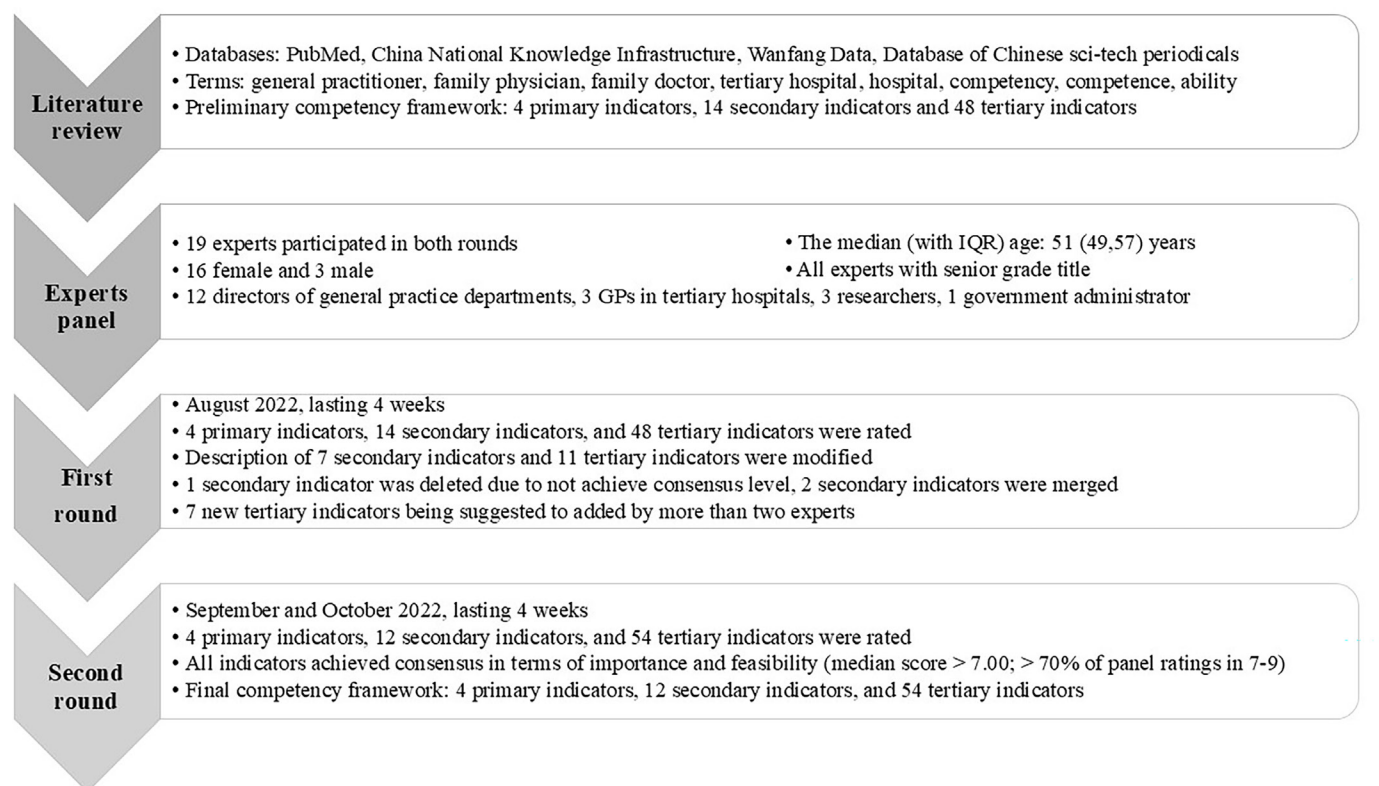 Literature
review
• Databases: PubMed, China National Knowledge Infrastructure, Wanfang Data, Database of Chinese sci-tech periodicals
• Terms: general practitioner, family physician, family doctor, tertiary hospital, hospital, competency, competence, ability
• Preliminary competency framework: 4 primary indicators, 14 secondary indicators and 48 tertiary indicators
Experts
panel
• 19 experts participated in both rounds
• The median (with IQR) age: 51 (49,57) years
• 16 female and 3 male
• All experts with senior grade title
• 12 directors of general practice departments, 3 GPs in tertiary hospitals, 3 researchers, 1 government administrator
First
round
• August 2022, lasting 4 weeks
• 4 primary indicators, 14 secondary indicators, and 48 tertiary indicators were rated
• Description of 7 secondary indicators and 11 tertiary indicators were modified
• 1 secondary indicator was deleted due to not achieve consensus level, 2 secondary indicators were merged
• 7 new tertiary indicators being suggested to added by more than two experts
Second
round
• September and October 2022, lasting 4 weeks
• 4 primary indicators, 12 secondary indicators, and 54 tertiary indicators were rated
• All indicators achieved consensus in terms of importance and feasibility (median score > 7.00; > 70% of panel ratings in 7-9)
• Final competency framework: 4 primary indicators, 12 secondary indicators, and 54 tertiary indicators